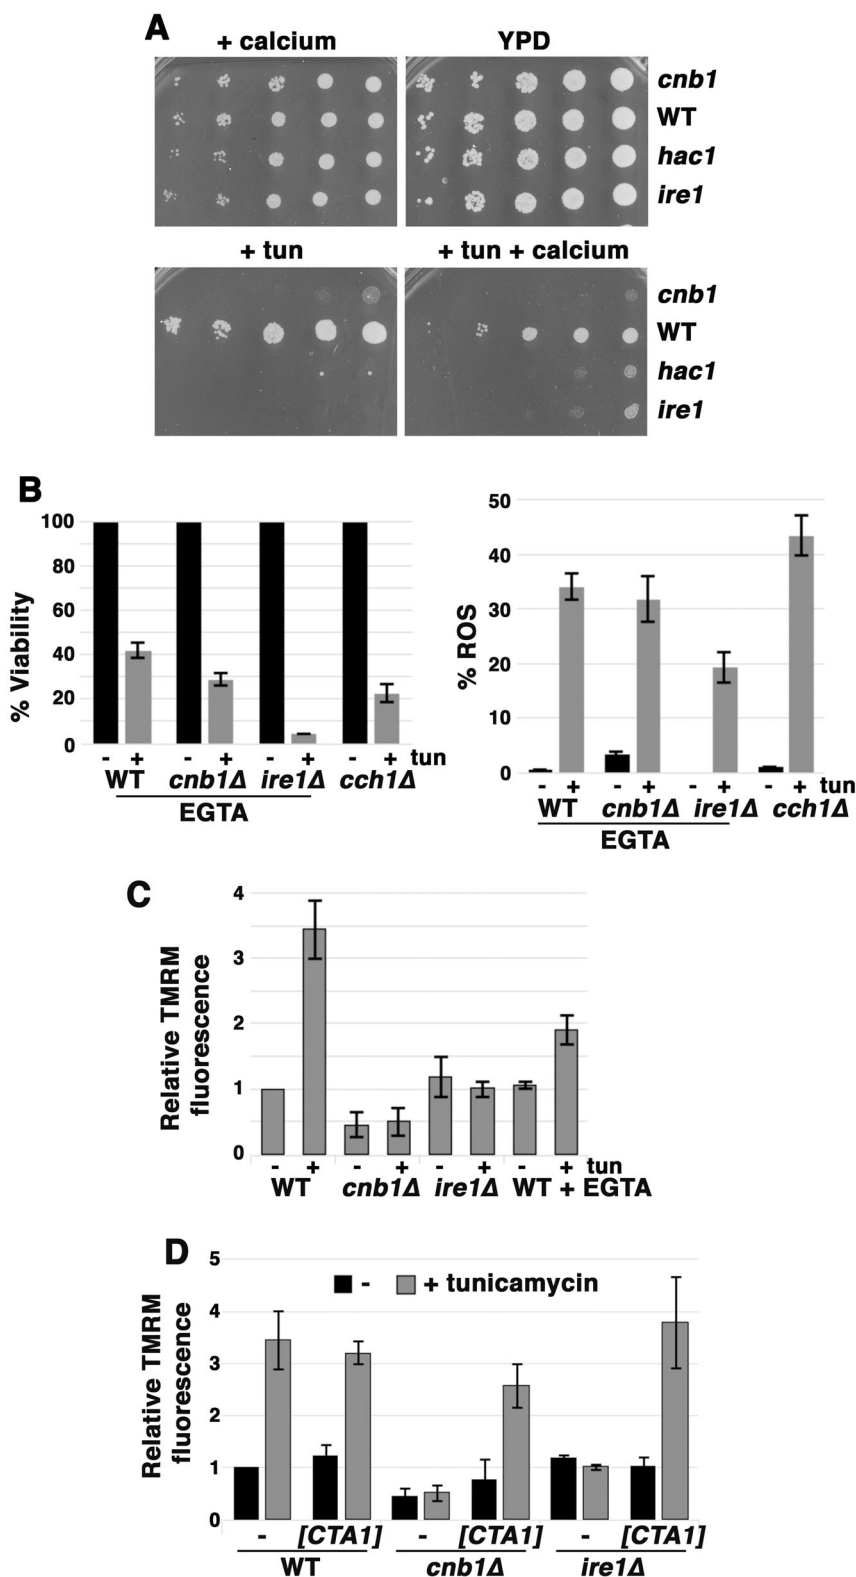 A
+ calcium
YPD
cnb1
WT
hac1
ire1
+ tun
+ tun + calcium
cnb1
WT
hac1
ire1
B
% Viability
100
80
60
40
20
0
- + - + - + - + tun
WT cnb1Δ ire1Δ cch1Δ
EGTA
% ROS
50
40
30
20
10
0
- + - + - + - + tun
WT cnb1Δ ire1Δ cch1Δ
EGTA
C
Relative TMRM
fluorescence
4
3
2
1
0
- + - + - + - + tun
WT cnb1Δ ire1Δ WT + EGTA
D
Relative TMRM
fluorescence
5
4
3
2
1
0
- + tunicamycin
- [CTA1] - [CTA1] - [CTA1]
WT cnb1Δ ire1Δ